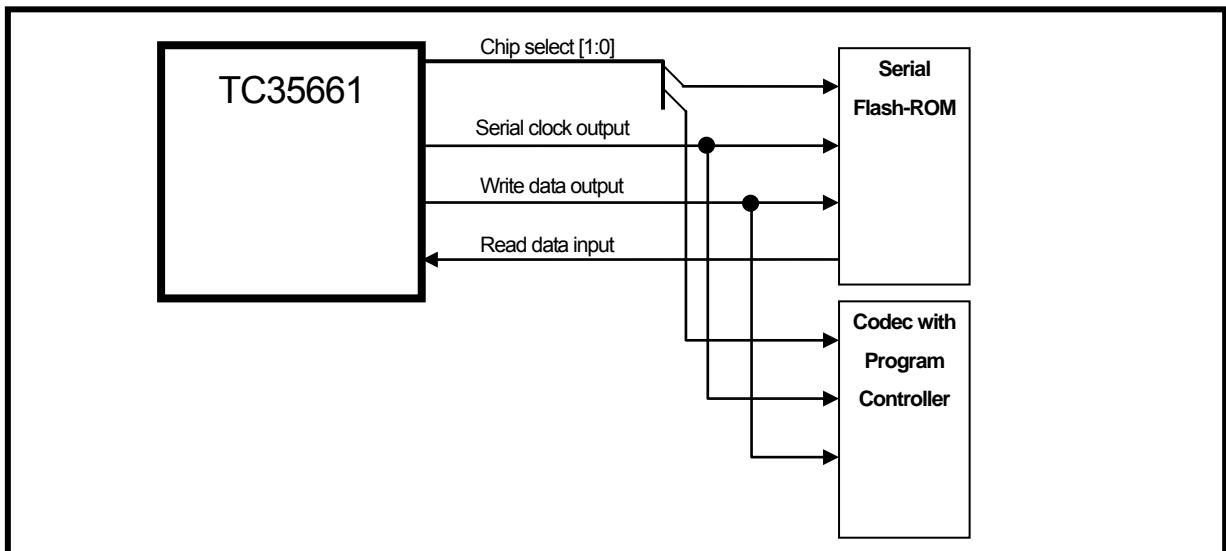 TC35661
Chip select [1:0]
Serial clock output
Write data output
Read data input
Serial
Flash-ROM
Codec with
Program
Controller